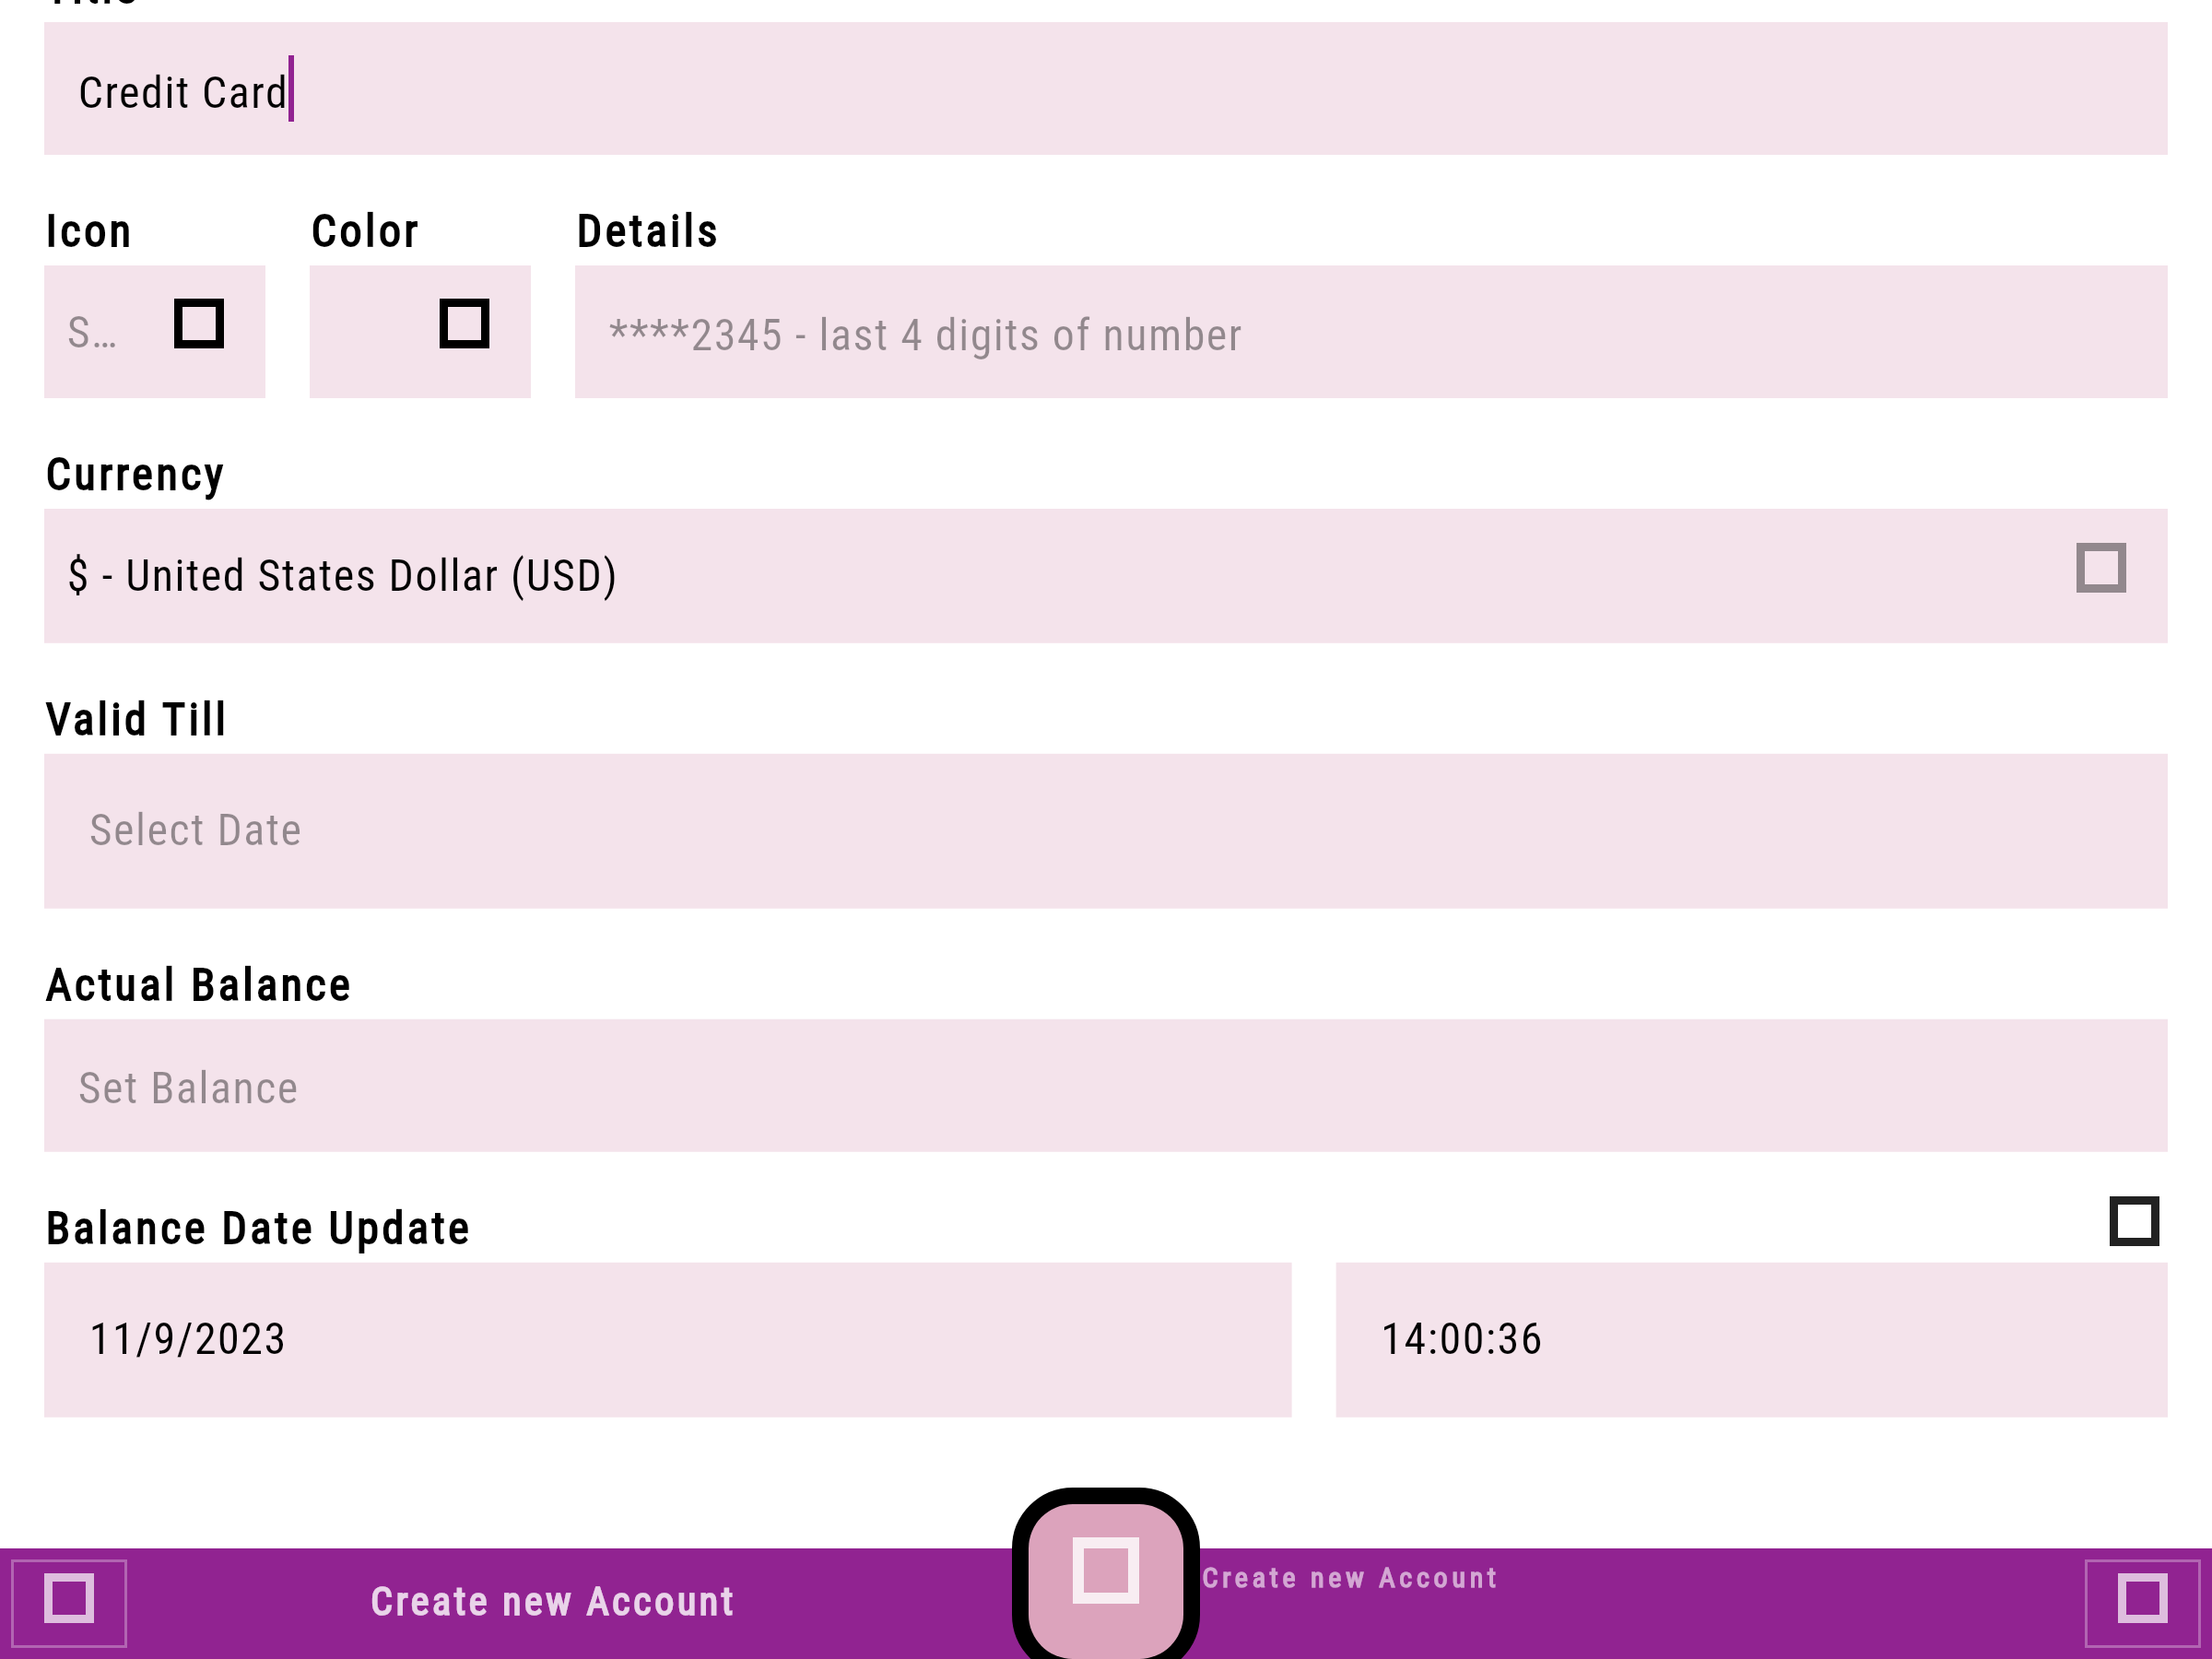 Credit Card
Icon Color Details
S… ****2345 - last 4 digits of number
Currency
$ - United States Dollar (USD)
Valid Till
Select Date
Actual Balance
Set Balance
Balance Date Update
11/9/2023 14:00:36
Create new Account Create new Account